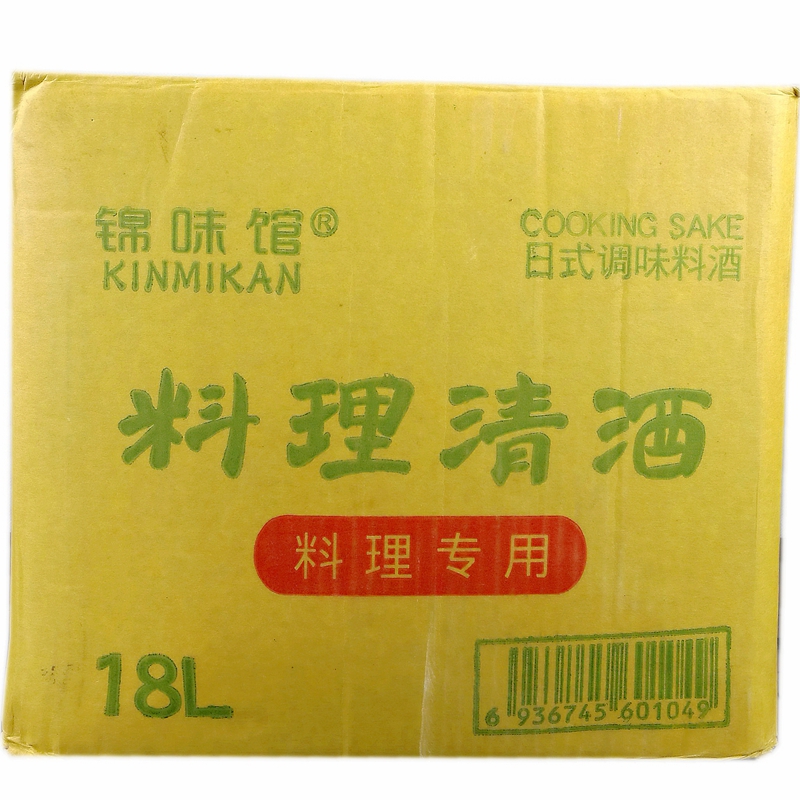 锦味馆®
KINMIKAN
COOKING SAKE
日式调味料酒
料理清酒
料理专用
18L
6 936745 601049